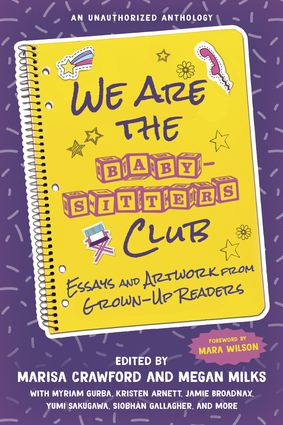 AN UNAUTHORIZED ANTHOLOGY
WE ARE
THE
BABY-
SITTERS
CLUB
ESSAYS AND ARTWORK FROM
GROWN-UP READERS
FOREWORD BY
MARA WILSON
EDITED BY
MARISA CRAWFORD AND MEGAN MILKS
WITH MYRIAM GURBA, KRISTEN ARNETT, JAMIE BROADNAX,
YUMI SAKUGAWA, SIOBHAN GALLAGHER, AND MORE